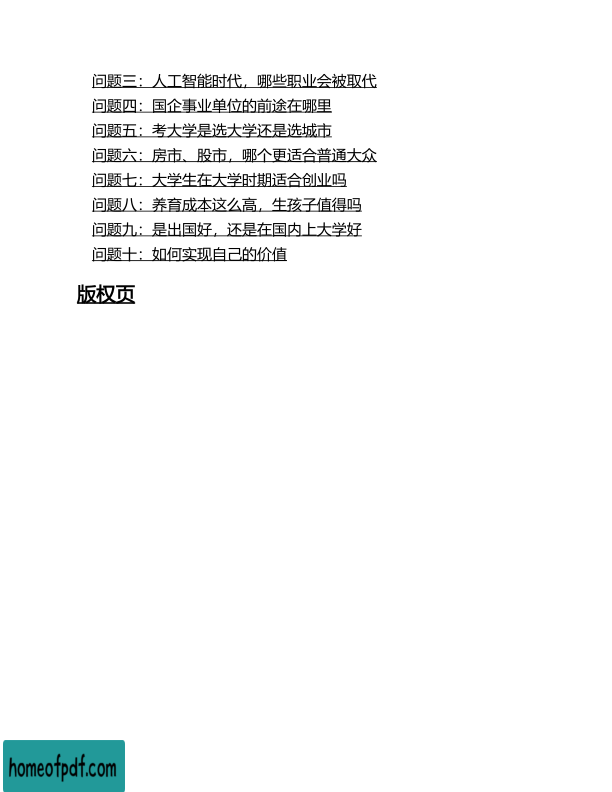 问题三：人工智能时代，哪些职业会被取代
问题四：国企事业单位的前途在哪里
问题五：考大学是选大学还是选城市
问题六：房市、股市，哪个更适合普通大众
问题七：大学生在大学时期适合创业吗
问题八：养育成本这么高，生孩子值得吗
问题九：是出国好，还是在国内上大学好
问题十：如何实现自己的价值
版权页
homeofpdf.com